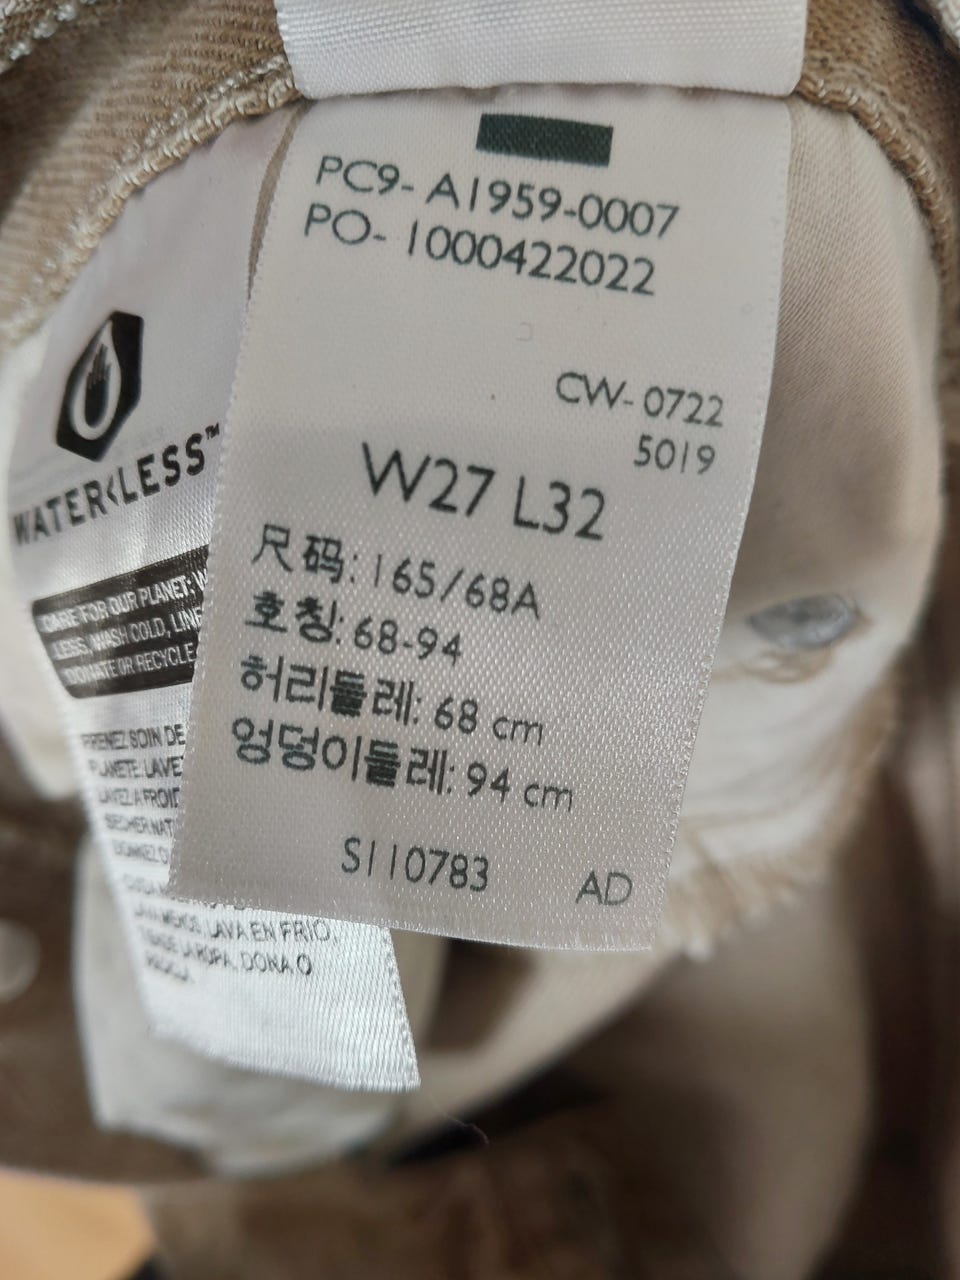 PC9- A1959-0007
PO- 1000422022
CW- 0722
5019
W27 L32
尺码: 165/68A
호칭: 68-94
허리둘레: 68 cm
엉덩이둘레: 94 cm
S110783
AD
WATER<LESS™
CARE FOR OUR PLANET:
LESS, WASH COLD, LINE
DONATE OR RECYCLE
PRENEZ SOIN DE
PLANETE: LAVEZ
LAVEZ A FROID
LAVA MENOS, LAVA EN FRIO,
LA ROPA, DONA O
RECICLA.